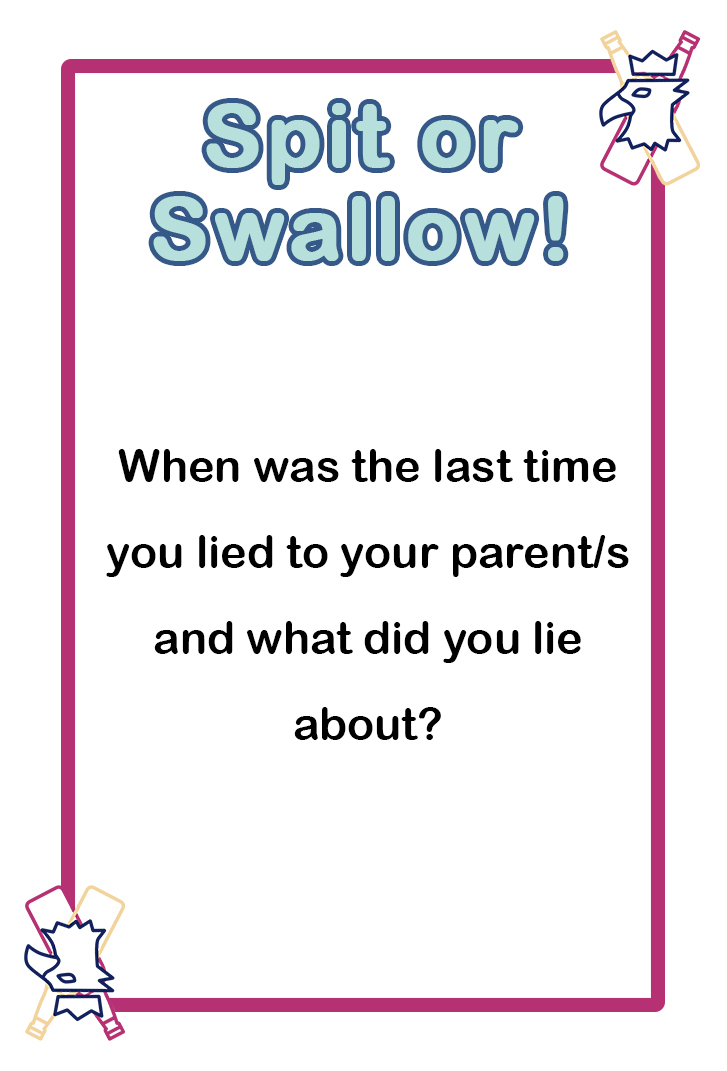 Spit or
Swallow!
When was the last time
you lied to your parent/s
and what did you lie
about?